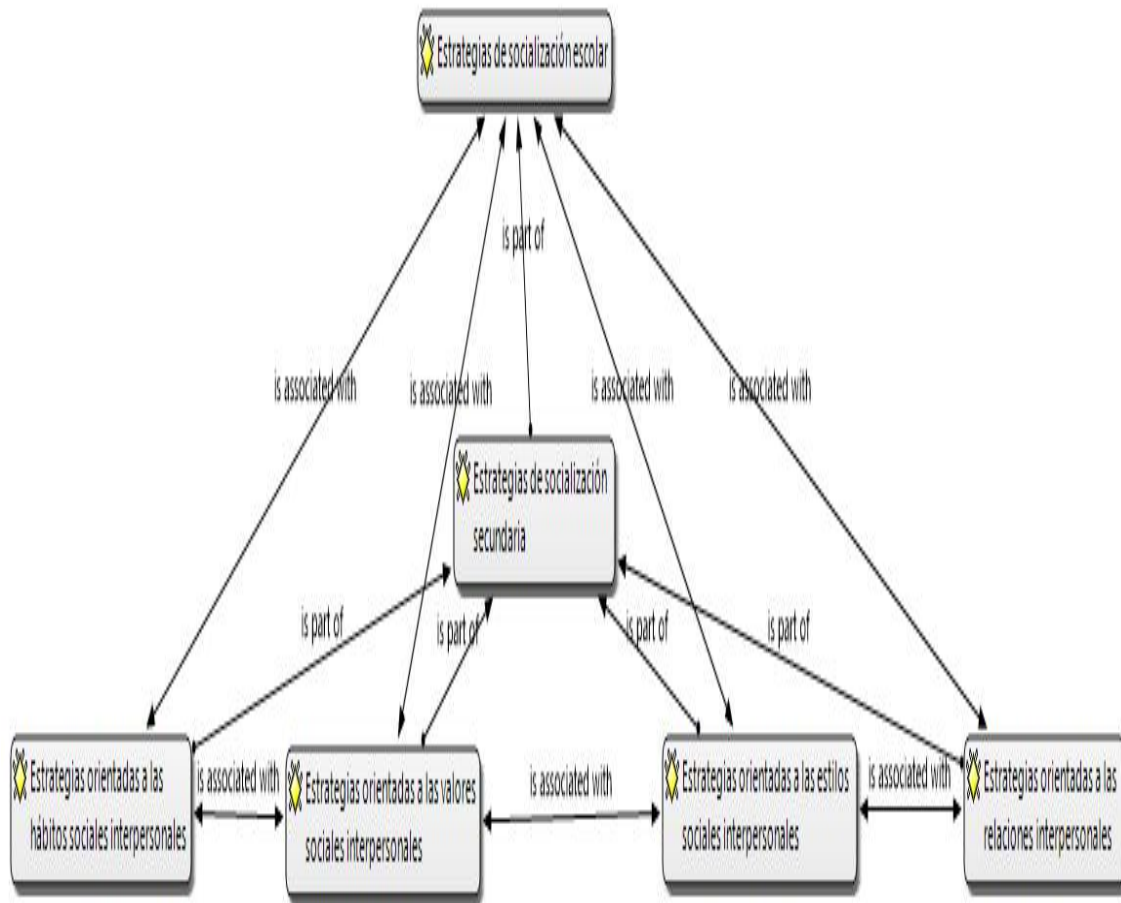 Estrategias de socialización escolar
is part of
is associated with
is associated with
is associated with
is associated with
Estrategias de socialización
secundaria
is part of
is part of
is part of
is part of
Estrategias orientadas a las
hábitos sociales interpersonales
is associated with
Estrategias orientadas a las valores
sociales interpersonales
is associated with
Estrategias orientadas a las estilos
sociales interpersonales
is associated with
Estrategias orientadas a las
relaciones interpersonales